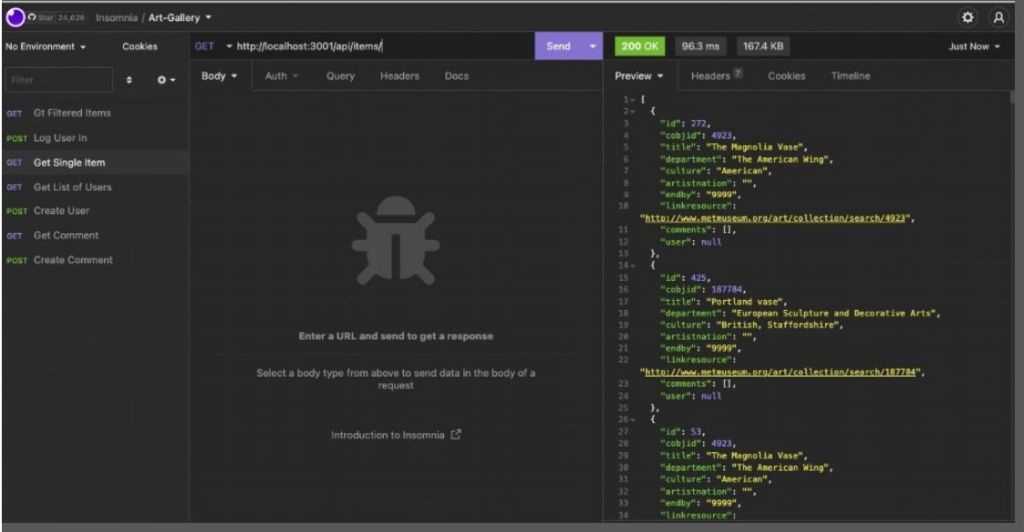 Star 24,626 Insomnia / Art-Gallery
No Environment Cookies
Filter
GET Gt Filtered Items
POST Log User In
GET Get Single Item
GET Get List of Users
POST Create User
GET Get Comment
POST Create Comment
GET http://localhost:3001/api/items/ Send
Body Auth Query Headers Docs
Enter a URL and send to get a response
Select a body type from above to send data in the body of a
request
Introduction to Insomnia
200 OK 96.3 ms 167.4 KB Just Now
Preview Headers 7 Cookies Timeline
1 [
2 {
3 "id": 272,
4 "cobjid": 4923,
5 "title": "The Magnolia Vase",
6 "department": "The American Wing",
7 "culture": "American",
8 "artistnation": "",
9 "endby": "9999",
10 "linkresource":
"http://www.metmuseum.org/art/collection/search/4923",
11 "comments": [],
12 "user": null
13 },
14 {
15 "id": 425,
16 "cobjid": 187784,
17 "title": "Portland vase",
18 "department": "European Sculpture and Decorative Arts",
19 "culture": "British, Staffordshire",
20 "artistnation": "",
21 "endby": "9999",
22 "linkresource":
"http://www.metmuseum.org/art/collection/search/187784",
23 "comments": [],
24 "user": null
25 },
26 {
27 "id": 53,
28 "cobjid": 4923,
29 "title": "The Magnolia Vase",
30 "department": "The American Wing",
31 "culture": "American",
32 "artistnation": "",
33 "endby": "9999",
34 "linkresource":